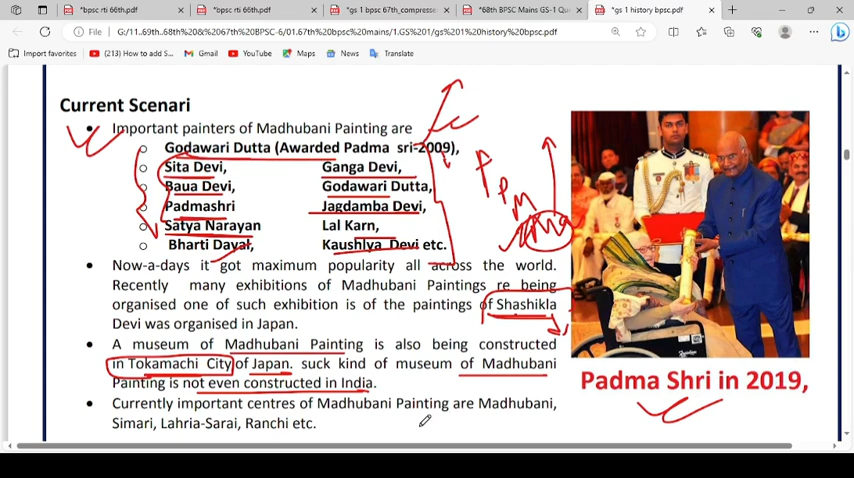 *bpsc rti 66th.pdf
*bpsc rti 66th.pdf
*gs 1 bpsc 67th_compresse
*68th BPSC Mains GS-1 Qu
*gs 1 history bpsc.pdf
File G:/11.69th..68th%20&%2067th%20BPSC-6/01.67th%20bpsc%20mains/1.GS%201/gs%201%20history%20bpsc.pdf
Import favorites (213) How to add S... Gmail YouTube Maps News Translate
Current Scenari
• Important painters of Madhubani Painting are
o Godawari Dutta (Awarded Padma sri-2009),
o Sita Devi, Ganga Devi,
o Baua Devi, Godawari Dutta,
o Padmashri Jagdamba Devi,
o Satya Narayan Lal Karn,
o Bharti Dayal, Kaushlya Devi etc.
• Now-a-days it got maximum popularity all across the world.
Recently many exhibitions of Madhubani Paintings re being
organised one of such exhibition is of the paintings of Shashikla
Devi was organised in Japan.
• A museum of Madhubani Painting is also being constructed
in Tokamachi City of Japan. suck kind of museum of Madhubani
Painting is not even constructed in India.
• Currently important centres of Madhubani Painting are Madhubani,
Simari, Lahria-Sarai, Ranchi etc.
Padma Shri in 2019,